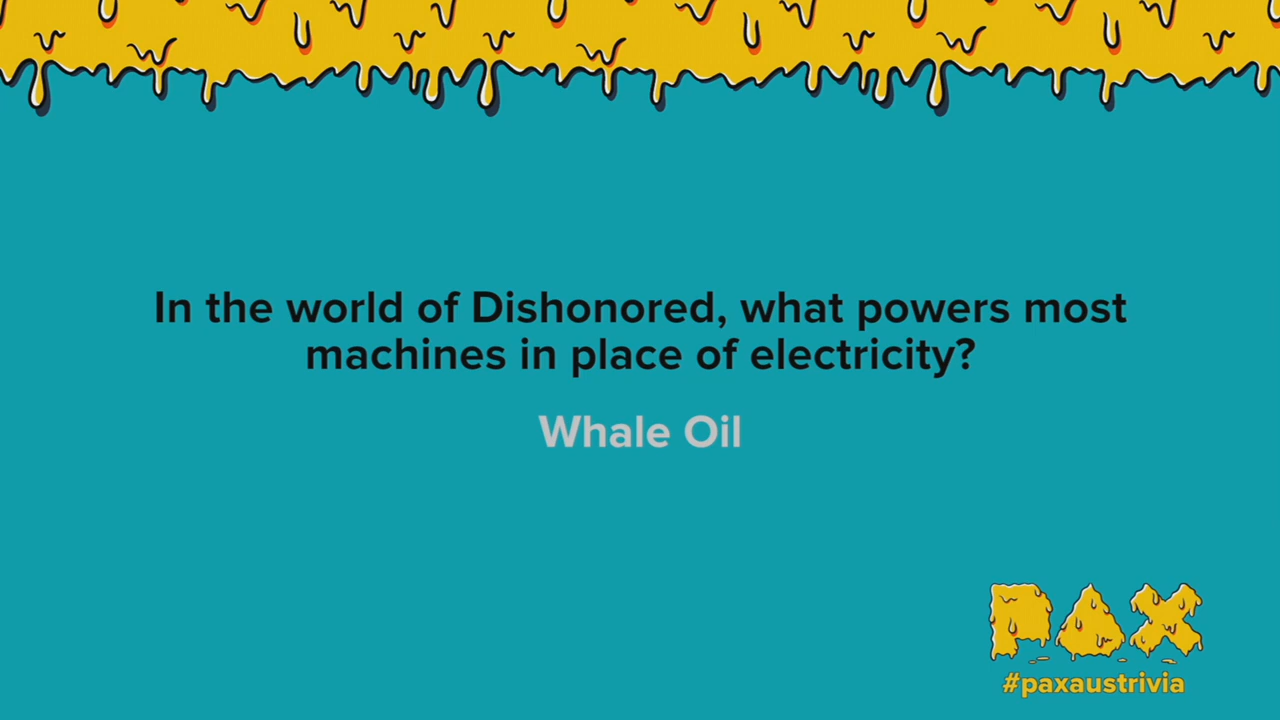 In the world of Dishonored, what powers most
machines in place of electricity?
Whale Oil
PAX
#paxaustrivia